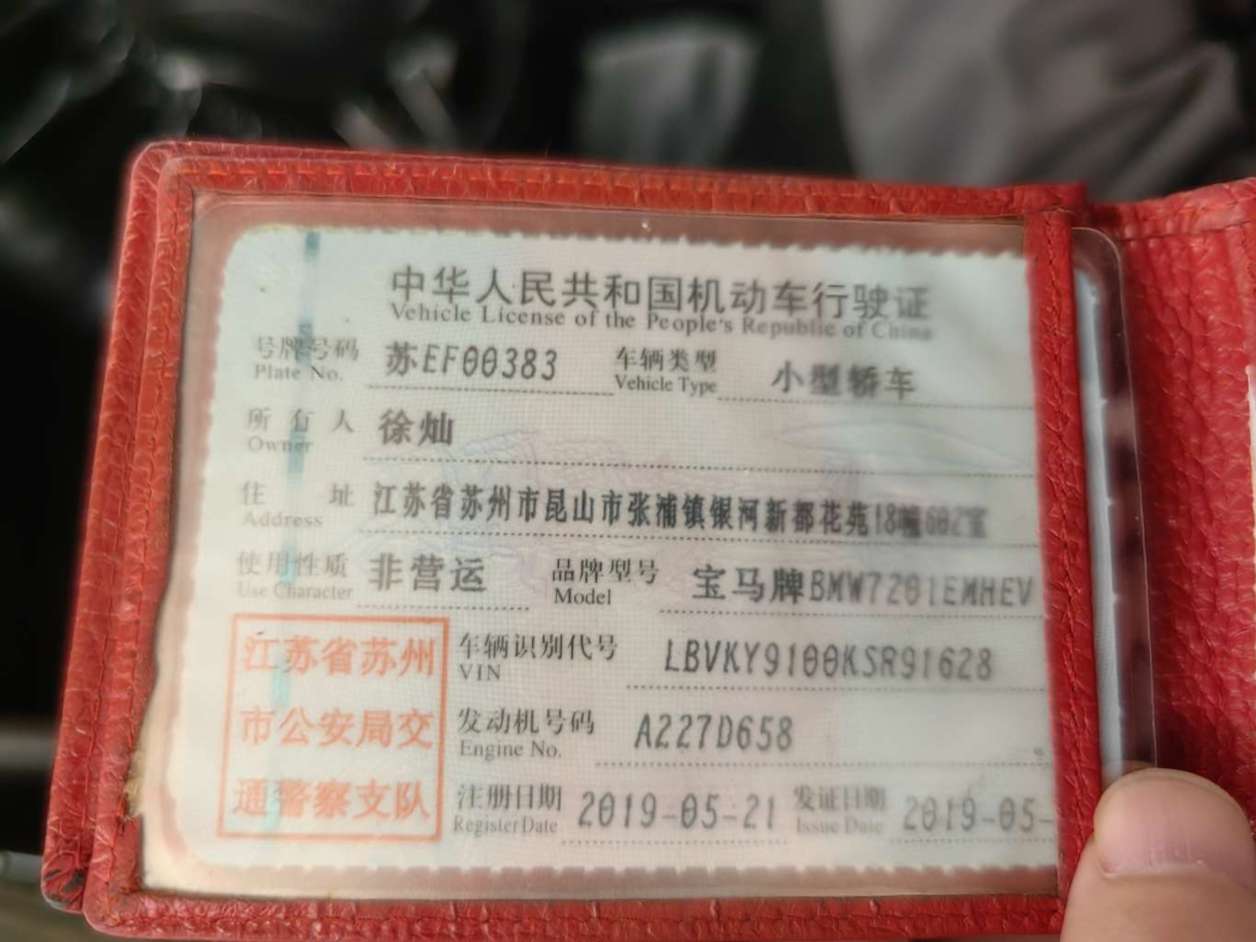 中华人民共和国机动车行驶证
Vehicle License of the People's Republic of China
号牌号码 苏EF00383 车辆类型 小型轿车
Plate No. Vehicle Type
所有人 徐灿
Owner
住址 江苏省苏州市昆山市张浦镇银河新都花苑18幢602室
Address
使用性质 非营运 品牌型号 宝马牌BMW7201EMHEV
Use Character Model
江苏省苏州
市公安局交
通警察支队
车辆识别代号 LBVKY9100KSR91628
VIN
发动机号码 A227D658
Engine No.
注册日期 2019-05-21 发证日期 2019-05-
Register Date Issue Date